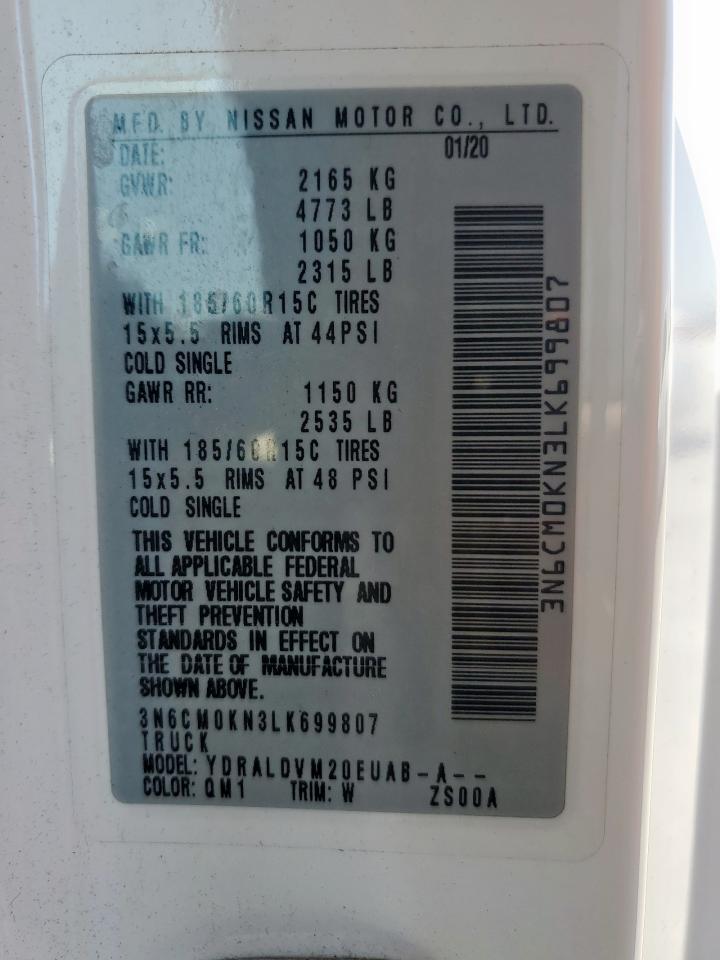 MFD. BY NISSAN MOTOR CO., LTD.
DATE: 01/20
GVWR: 2165 KG
4773 LB
GAWR FR: 1050 KG
2315 LB
WITH 185/60R15C TIRES
15x5.5 RIMS AT 44PSI
COLD SINGLE
GAWR RR: 1150 KG
2535 LB
WITH 185/60R15C TIRES
15x5.5 RIMS AT 48 PSI
COLD SINGLE
THIS VEHICLE CONFORMS TO
ALL APPLICABLE FEDERAL
MOTOR VEHICLE SAFETY AND
THEFT PREVENTION
STANDARDS IN EFFECT ON
THE DATE OF MANUFACTURE
SHOWN ABOVE.
3N6CM0KN3LK699807
TRUCK
MODEL: YDRALDVM20EUAB-A--
COLOR: QM1 TRIM: W ZS00A
3N6CM0KN3LK699807